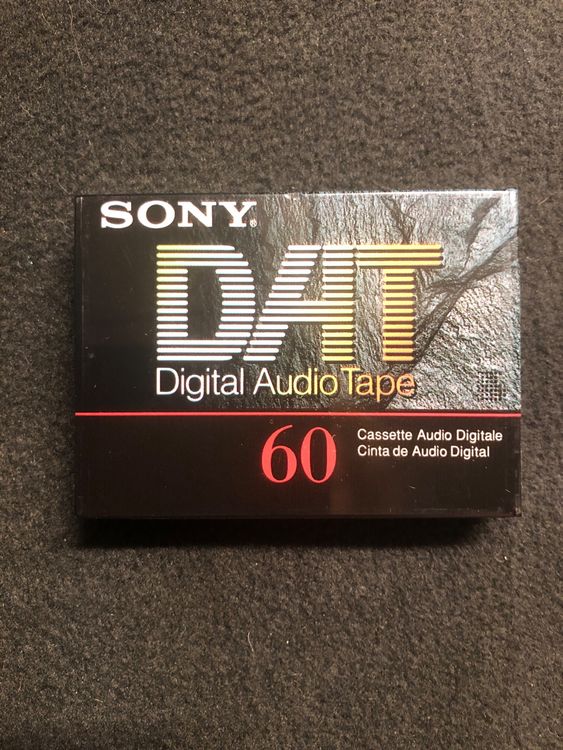 SONY®
DAT
Digital Audio Tape
60
Cassette Audio Digitale
Cinta de Audio Digital